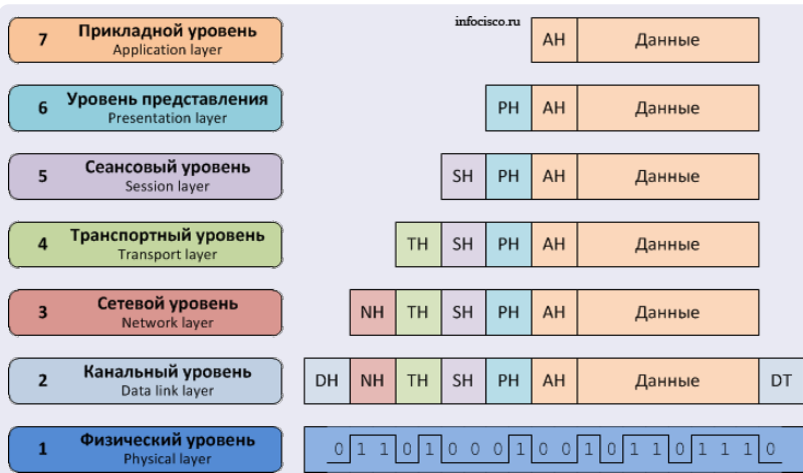 infocisco.ru
7 Прикладной уровень AH Данные
Application layer
6 Уровень представления PH AH Данные
Presentation layer
5 Сеансовый уровень SH PH AH Данные
Session layer
4 Транспортный уровень TH SH PH AH Данные
Transport layer
3 Сетевой уровень NH TH SH PH AH Данные
Network layer
2 Канальный уровень DH NH TH SH PH AH Данные DT
Data link layer
1 Физический уровень 0 1 1 0 1 0 0 0 1 0 0 1 0 1 1 0 1 1 1 0
Physical layer